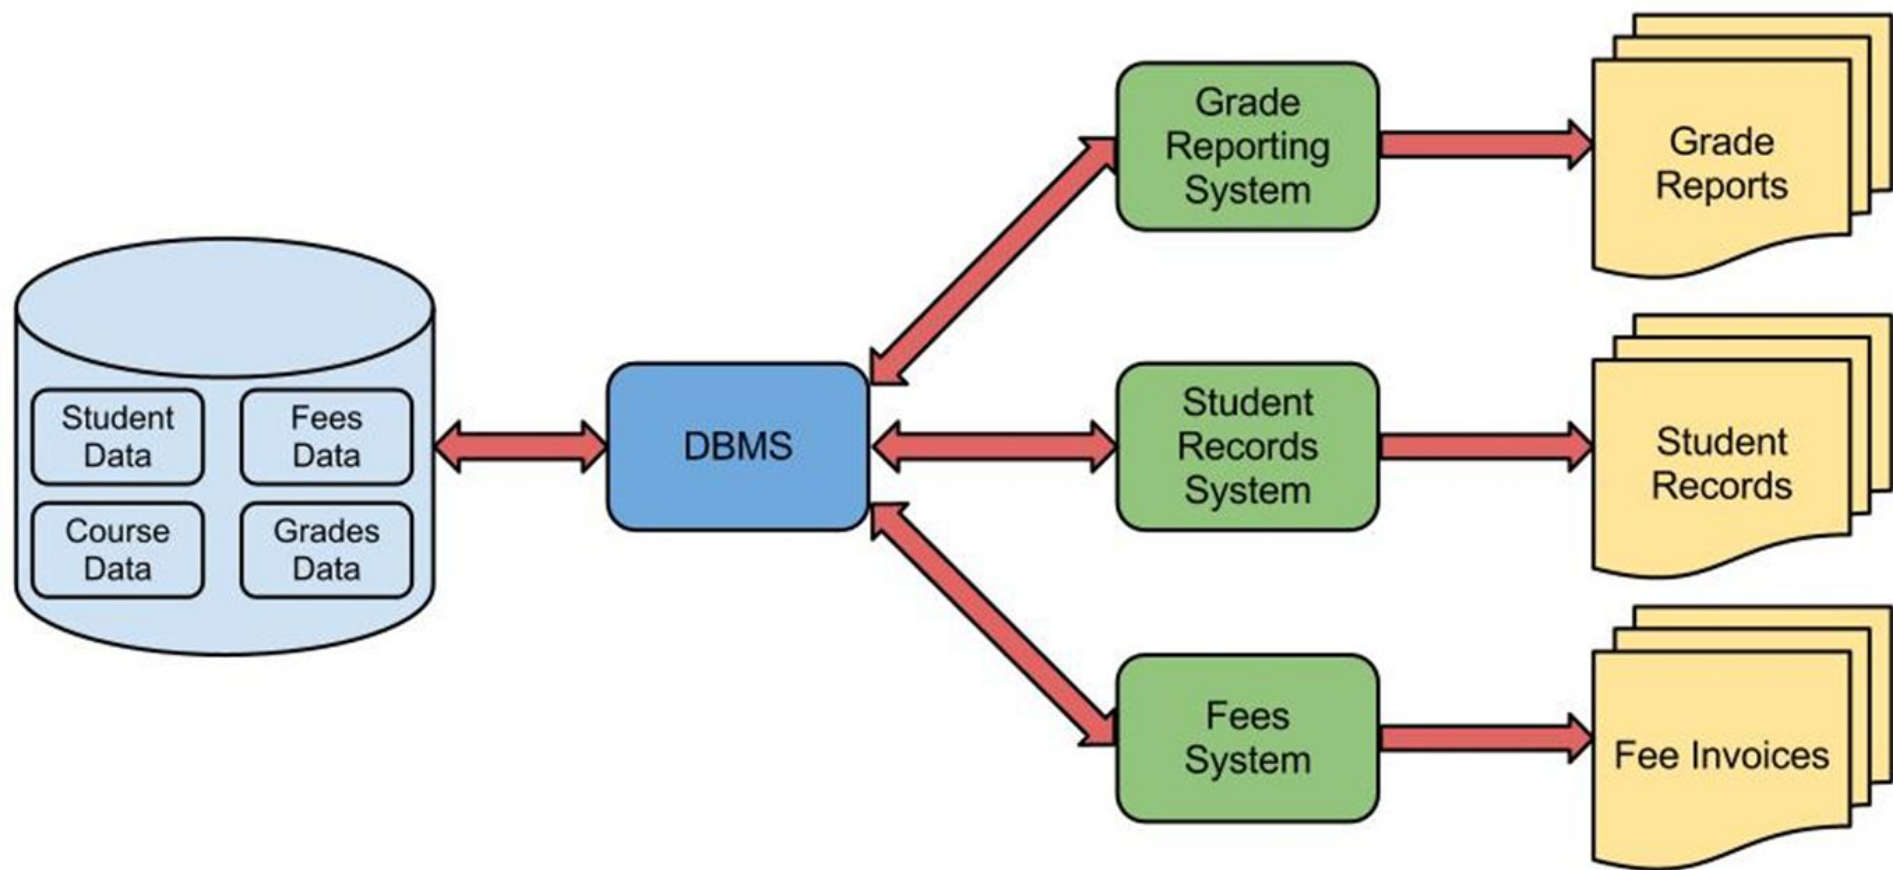 Student
Data
Fees
Data
Course
Data
Grades
Data
DBMS
Grade
Reporting
System
Student
Records
System
Fees
System
Grade
Reports
Student
Records
Fee Invoices